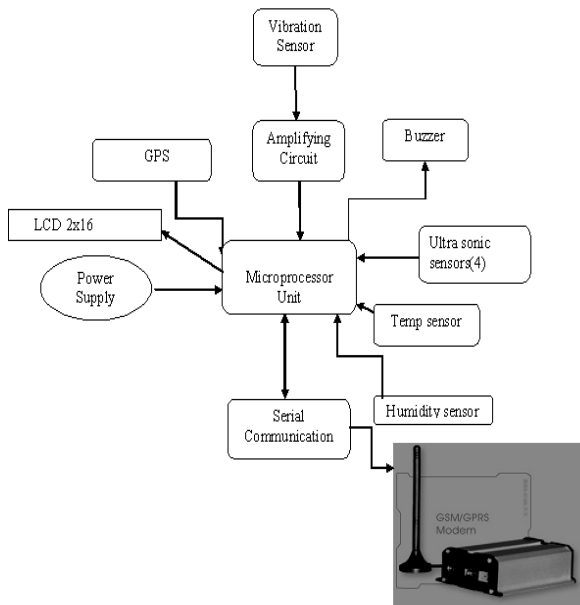 Vibration
Sensor
Amplifying
Circuit
Buzzer
GPS
LCD 2x16
Ultra sonic
sensors(4)
Microprocessor
Unit
Power
Supply
Temp sensor
Humidity sensor
Serial
Communication
GSM/GPRS
Modem